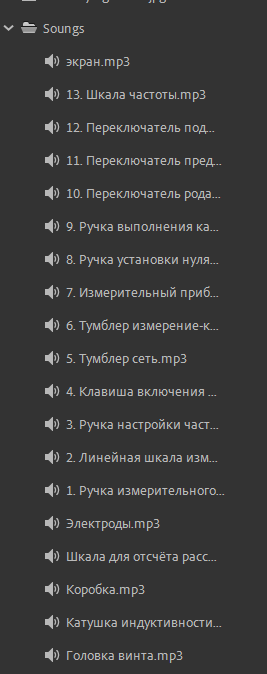 Soungs
экран.mp3
13. Шкала частоты.mp3
12. Переключатель под...
11. Переключатель пред...
10. Переключатель рода...
9. Ручка выполнения ка...
8. Ручка установки нуля...
7. Измерительный приб...
6. Тумблер измерение-к...
5. Тумблер сеть.mp3
4. Клавиша включения ...
3. Ручка настройки част...
2. Линейная шкала изм...
1. Ручка измерительного...
Электроды.mp3
Шкала для отсчёта расс...
Коробка.mp3
Катушка индуктивности...
Головка винта.mp3